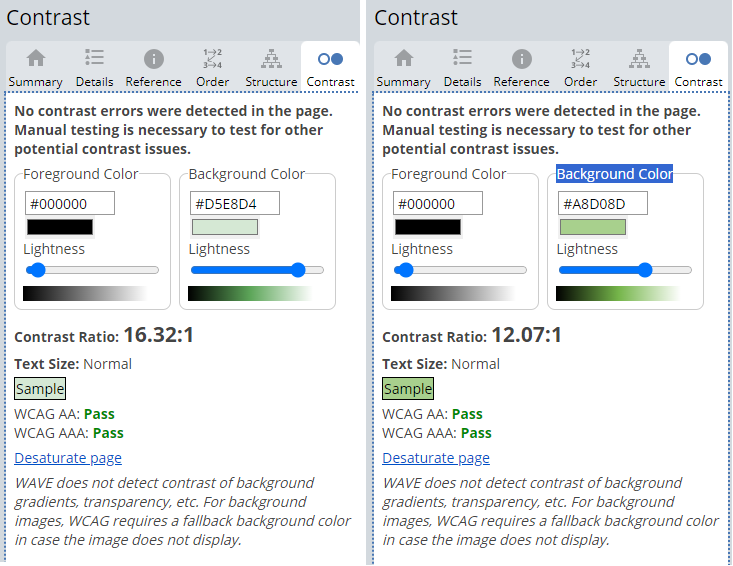 Contrast
Summary
Details
Reference
1→2
3→4
Order
Structure
Contrast
No contrast errors were detected in the page.
Manual testing is necessary to test for other
potential contrast issues.
Foreground Color
#000000
Lightness
Background Color
#D5E8D4
Lightness
Contrast Ratio: 16.32:1
Text Size: Normal
Sample
WCAG AA: Pass
WCAG AAA: Pass
Desaturate page
WAVE does not detect contrast of background
gradients, transparency, etc. For background
images, WCAG requires a fallback background color
in case the image does not display.
Contrast
Summary
Details
Reference
1→2
3→4
Order
Structure
Contrast
No contrast errors were detected in the page.
Manual testing is necessary to test for other
potential contrast issues.
Foreground Color
#000000
Lightness
Background Color
#A8D08D
Lightness
Contrast Ratio: 12.07:1
Text Size: Normal
Sample
WCAG AA: Pass
WCAG AAA: Pass
Desaturate page
WAVE does not detect contrast of background
gradients, transparency, etc. For background
images, WCAG requires a fallback background color
in case the image does not display.